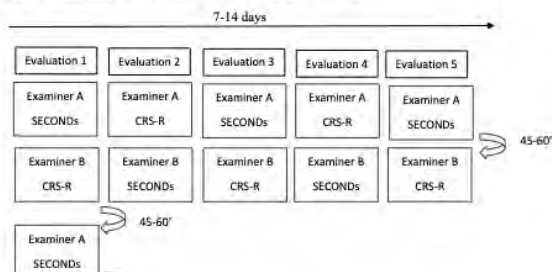 7-14 days
Evaluation 1 Evaluation 2 Evaluation 3 Evaluation 4 Evaluation 5
Examiner A Examiner A Examiner A Examiner A Examiner A
SECONDs CRS-R SECONDs CRS-R SECONDs
45-60'
Examiner B Examiner B Examiner B Examiner B Examiner B
CRS-R SECONDs CRS-R SECONDs CRS-R
45-60'
Examiner A
SECONDs